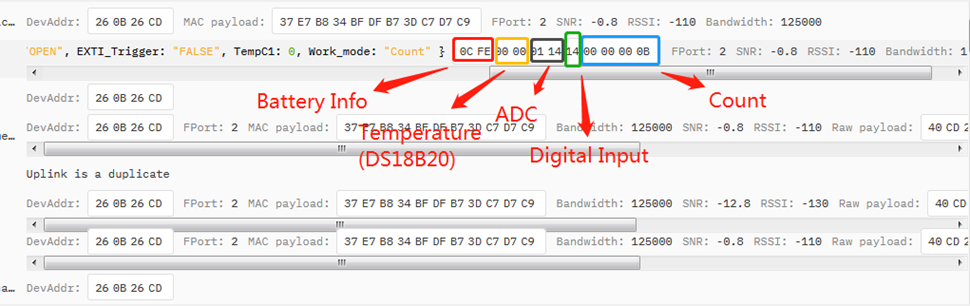 c… DevAddr: 26 0B 26 CD MAC payload: 37 E7 B8 34 BF DF B7 3D C7 D7 C9 FPort: 2 SNR: -0.8 RSSI: -110 Bandwidth: 125000
"OPEN", EXTI_Trigger: "FALSE", TempC1: 0, Work_mode: "Count" } 0C FE 00 00 01 14 14 00 00 00 0B FPort: 2 SNR: -0.8 RSSI: -110 Bandwidth: 1
DevAddr: 26 0B 26 CD
Battery Info
ADC
Count
ue… DevAddr: 26 0B 26 CD FPort: 2 MAC payload: 37 E7 B8 34 BF DF B7 3D C7 D7 C9 Bandwidth: 125000 SNR: -0.8 RSSI: -110 Raw payload: 40 CD
Temperature
(DS18B20)
Digital Input
Uplink is a duplicate
DevAddr: 26 0B 26 CD FPort: 2 MAC payload: 37 E7 B8 34 BF DF B7 3D C7 D7 C9 Bandwidth: 125000 SNR: -12.8 RSSI: -130 Raw payload: 40 CD
DevAddr: 26 0B 26 CD FPort: 2 MAC payload: 37 E7 B8 34 BF DF B7 3D C7 D7 C9 Bandwidth: 125000 SNR: -0.8 RSSI: -110 Raw payload: 40 CD 2
a… DevAddr: 26 0B 26 CD